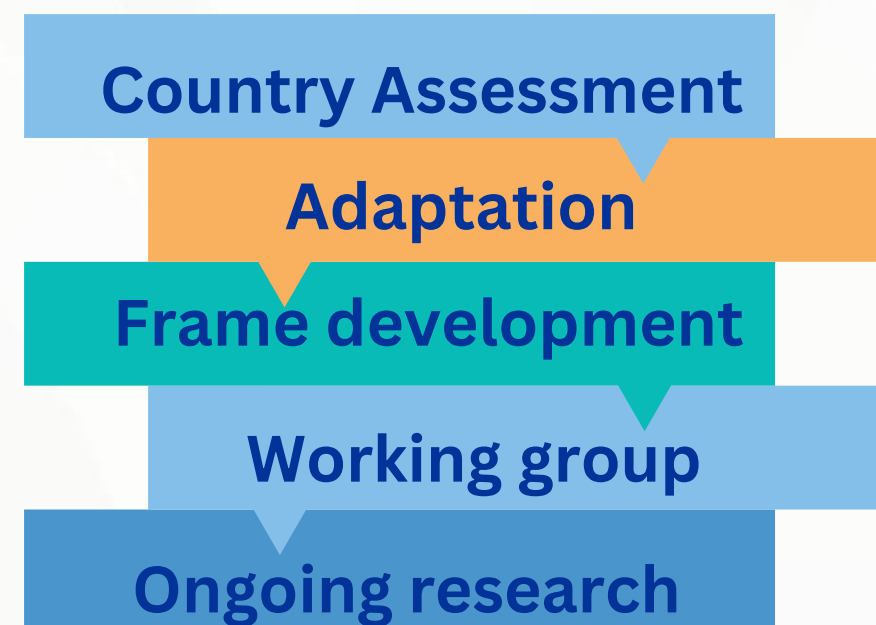 Country Assessment
Adaptation
Frame development
Working group
Ongoing research